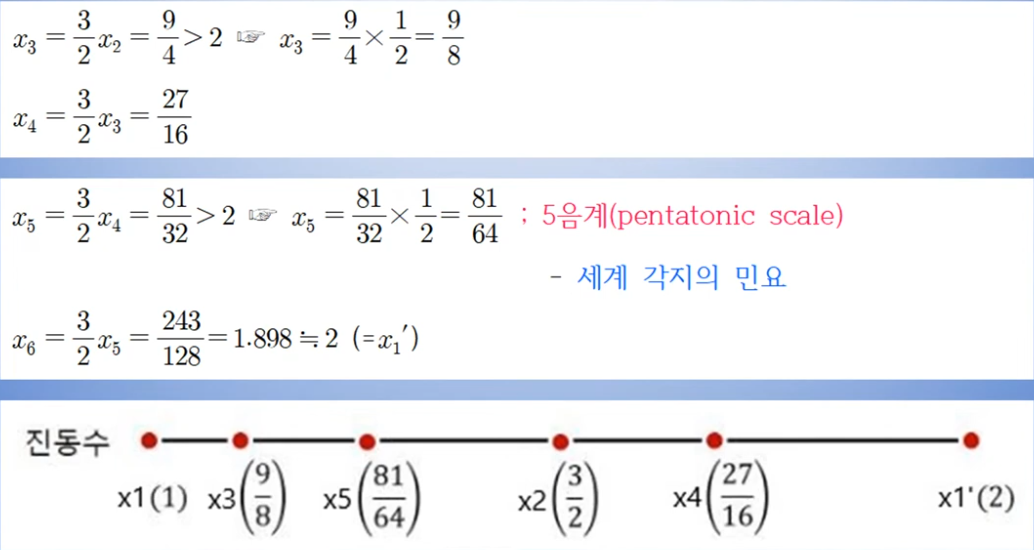 x₃ = 3/2 x₂ = 9/4 > 2 ☞ x₃ = 9/4 × 1/2 = 9/8
x₄ = 3/2 x₃ = 27/16
x₅ = 3/2 x₄ = 81/32 > 2 ☞ x₅ = 81/32 × 1/2 = 81/64 ; 5음계(pentatonic scale)
- 세계 각지의 민요
x₆ = 3/2 x₅ = 243/128 = 1.898 ≒ 2 (=x₁′)
진동수
x1(1) x3(9/8) x5(81/64) x2(3/2) x4(27/16) x1'(2)